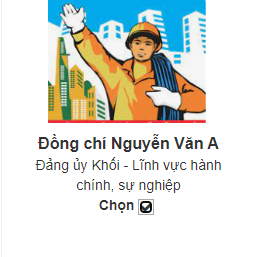 Đồng chí Nguyễn Văn A
Đảng ủy Khối - Lĩnh vực hành
chính, sự nghiệp
Chọn